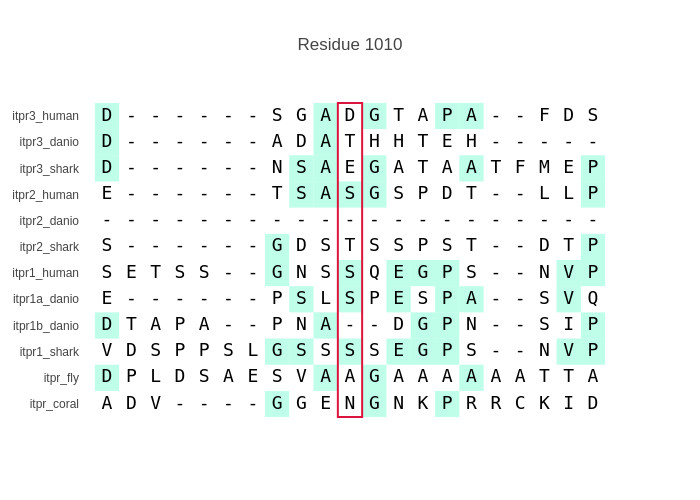 Residue 1010
itpr3_human D - - - - - - S G A D G T A P A - - F D S
itpr3_danio D - - - - - - A D A T H H T E H - - - - -
itpr3_shark D - - - - - - N S A E G A T A A T F M E P
itpr2_human E - - - - - - T S A S G S P D T - - L L P
itpr2_danio - - - - - - - - - - - - - - - - - - - - -
itpr2_shark S - - - - - - G D S T S S P S T - - D T P
itpr1_human S E T S S - - G N S S Q E G P S - - N V P
itpr1a_danio E - - - - - - P S L S P E S P A - - S V Q
itpr1b_danio D T A P A - - P N A - - D G P N - - S I P
itpr1_shark V D S P P S L G S S S S E G P S - - N V P
itpr_fly D P L D S A E S V A A G A A A A A A T T A
itpr_coral A D V - - - - G G E N G N K P R R C K I D